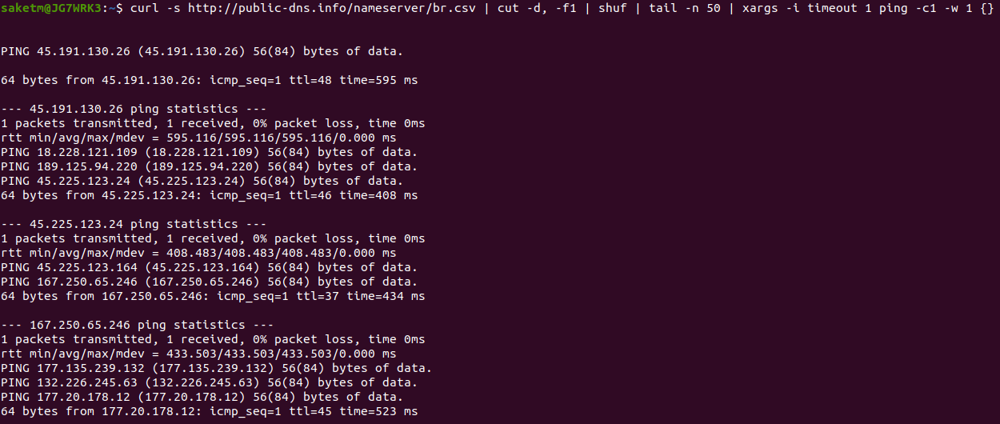 saketm@JG7WRK3:~$ curl -s http://public-dns.info/nameserver/br.csv | cut -d, -f1 | shuf | tail -n 50 | xargs -i timeout 1 ping -c1 -w 1 {}
PING 45.191.130.26 (45.191.130.26) 56(84) bytes of data.
64 bytes from 45.191.130.26: icmp_seq=1 ttl=48 time=595 ms
--- 45.191.130.26 ping statistics ---
1 packets transmitted, 1 received, 0% packet loss, time 0ms
rtt min/avg/max/mdev = 595.116/595.116/595.116/0.000 ms
PING 18.228.121.109 (18.228.121.109) 56(84) bytes of data.
PING 189.125.94.220 (189.125.94.220) 56(84) bytes of data.
PING 45.225.123.24 (45.225.123.24) 56(84) bytes of data.
64 bytes from 45.225.123.24: icmp_seq=1 ttl=46 time=408 ms
--- 45.225.123.24 ping statistics ---
1 packets transmitted, 1 received, 0% packet loss, time 0ms
rtt min/avg/max/mdev = 408.483/408.483/408.483/0.000 ms
PING 45.225.123.164 (45.225.123.164) 56(84) bytes of data.
PING 167.250.65.246 (167.250.65.246) 56(84) bytes of data.
64 bytes from 167.250.65.246: icmp_seq=1 ttl=37 time=434 ms
--- 167.250.65.246 ping statistics ---
1 packets transmitted, 1 received, 0% packet loss, time 0ms
rtt min/avg/max/mdev = 433.503/433.503/433.503/0.000 ms
PING 177.135.239.132 (177.135.239.132) 56(84) bytes of data.
PING 132.226.245.63 (132.226.245.63) 56(84) bytes of data.
PING 177.20.178.12 (177.20.178.12) 56(84) bytes of data.
64 bytes from 177.20.178.12: icmp_seq=1 ttl=45 time=523 ms